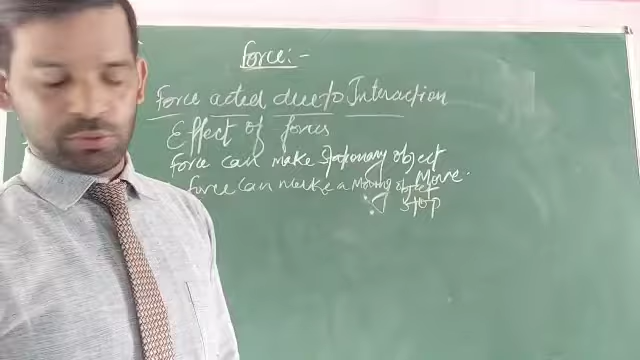 Force:-
Force acted due to Interaction
Effect of forces
Force can make stationary object
Move.
Force can make a Moving object
stop